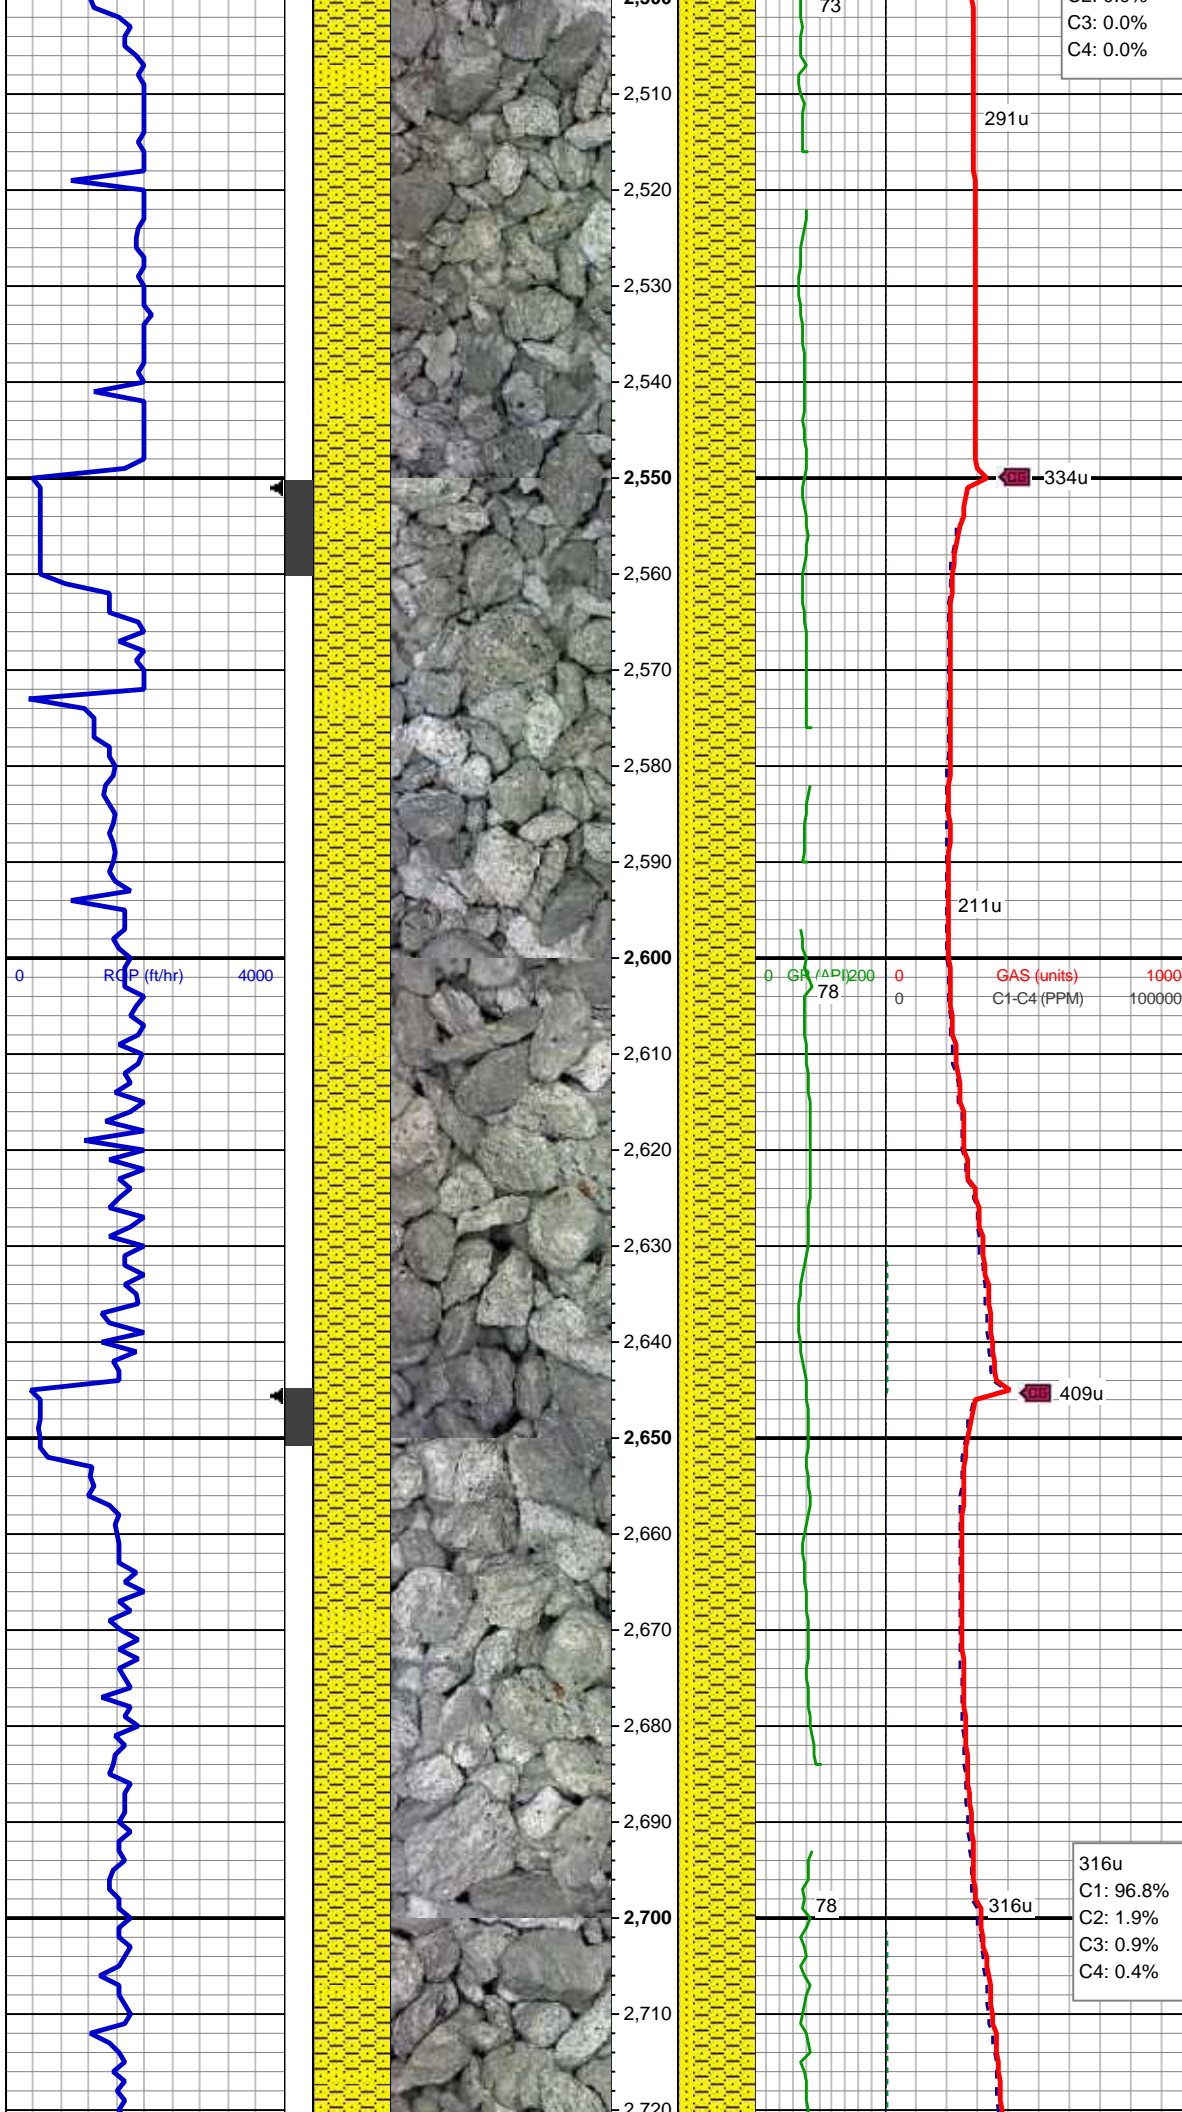 73
C3: 0.0%
C4: 0.0%
2,510
291u
2,520
2,530
2,540
2,550
CG
334u
2,560
2,570
2,580
2,590
211u
2,600
0 ROP (ft/hr) 4000
0 GR (API) 200
0 GAS (units) 1000
78
0 C1-C4 (PPM) 100000
2,610
2,620
2,630
2,640
CG
409u
2,650
2,660
2,670
2,680
2,690
316u
C1: 96.8%
C2: 1.9%
C3: 0.9%
C4: 0.4%
78
316u
2,700
2,710
2,720